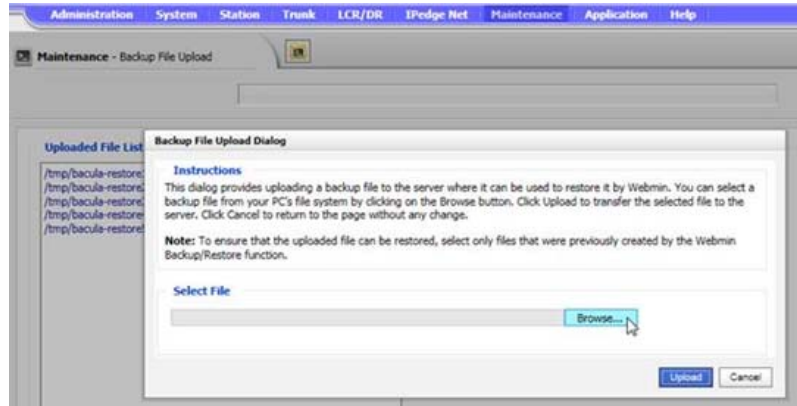 Administration System Station Trunk LCR/DR IPedge Net Maintenance Application Help
Maintenance - Backup File Upload
Uploaded File List
/tmp/bacula-restore
/tmp/bacula-restore
/tmp/bacula-restore
/tmp/bacula-restore
/tmp/bacula-restore
Backup File Upload Dialog
Instructions
This dialog provides uploading a backup file to the server where it can be used to restore it by Webmin. You can select a
backup file from your PC's file system by clicking on the Browse button. Click Upload to transfer the selected file to the
server. Click Cancel to return to the page without any change.
Note: To ensure that the uploaded file can be restored, select only files that were previously created by the Webmin
Backup/Restore function.
Select File
Browse...
Upload Cancel